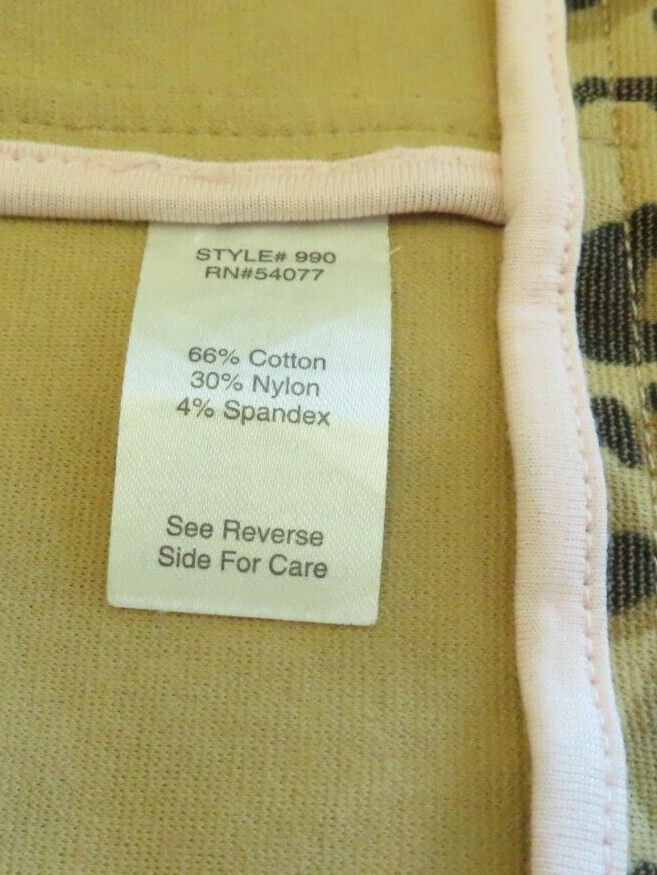 STYLE# 990
RN#54077
66% Cotton
30% Nylon
4% Spandex
See Reverse
Side For Care